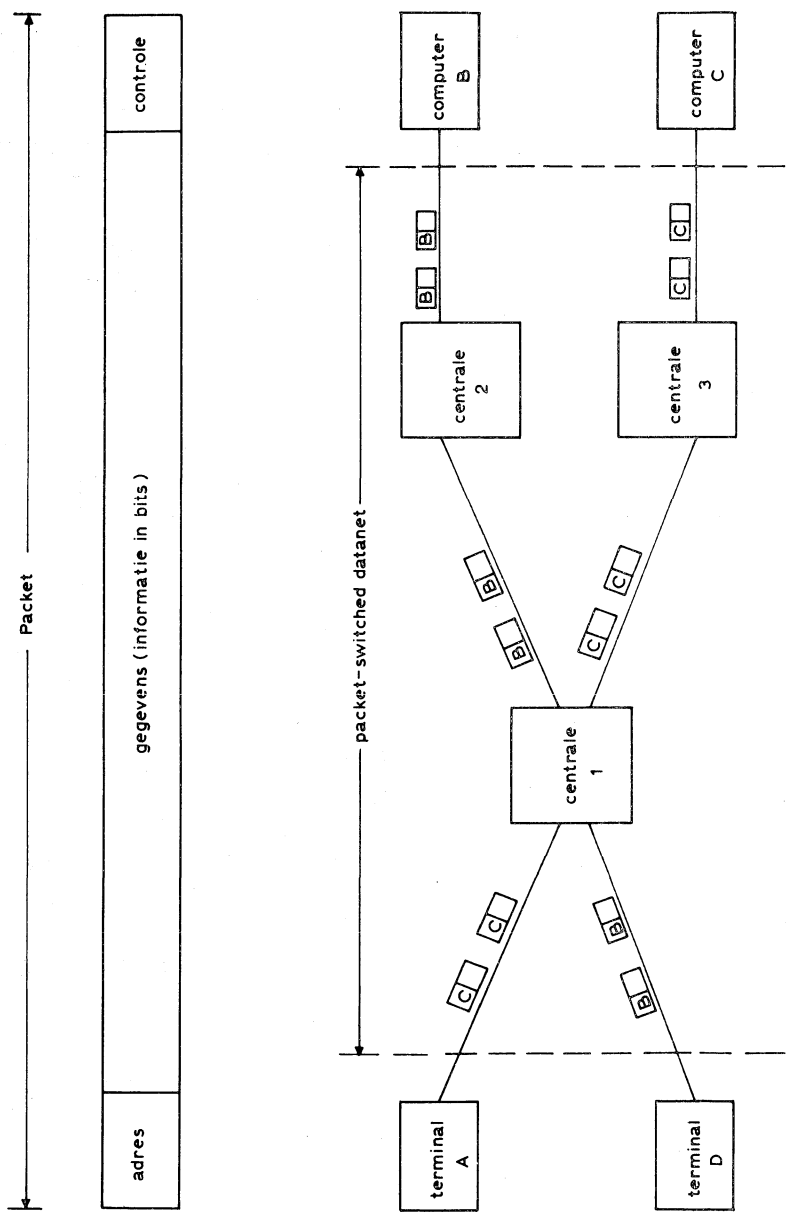 Packet
adres
gegevens (informatie in bits)
controle
packet-switched datanet
terminal
A
C
C
centrale
1
B
B
centrale
2
B
B
computer
B
terminal
D
B
B
C
C
centrale
3
C
C
computer
C